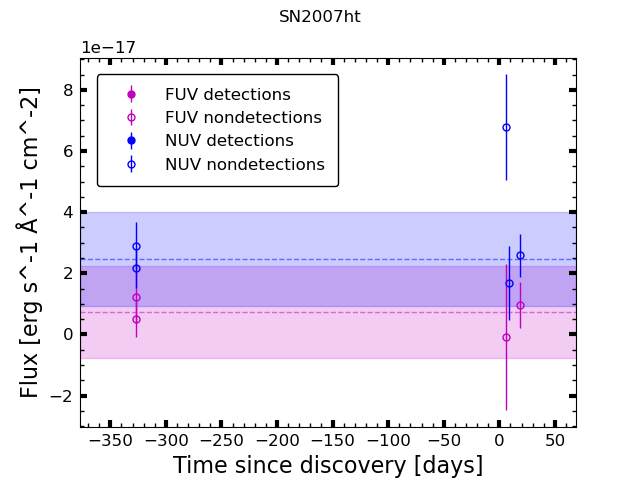 SN2007ht
1e−17
FUV detections
FUV nondetections
NUV detections
NUV nondetections
8
6
4
2
0
−2
Flux [erg s^-1 Å^-1 cm^-2]
−350 −300 −250 −200 −150 −100 −50 0 50
Time since discovery [days]